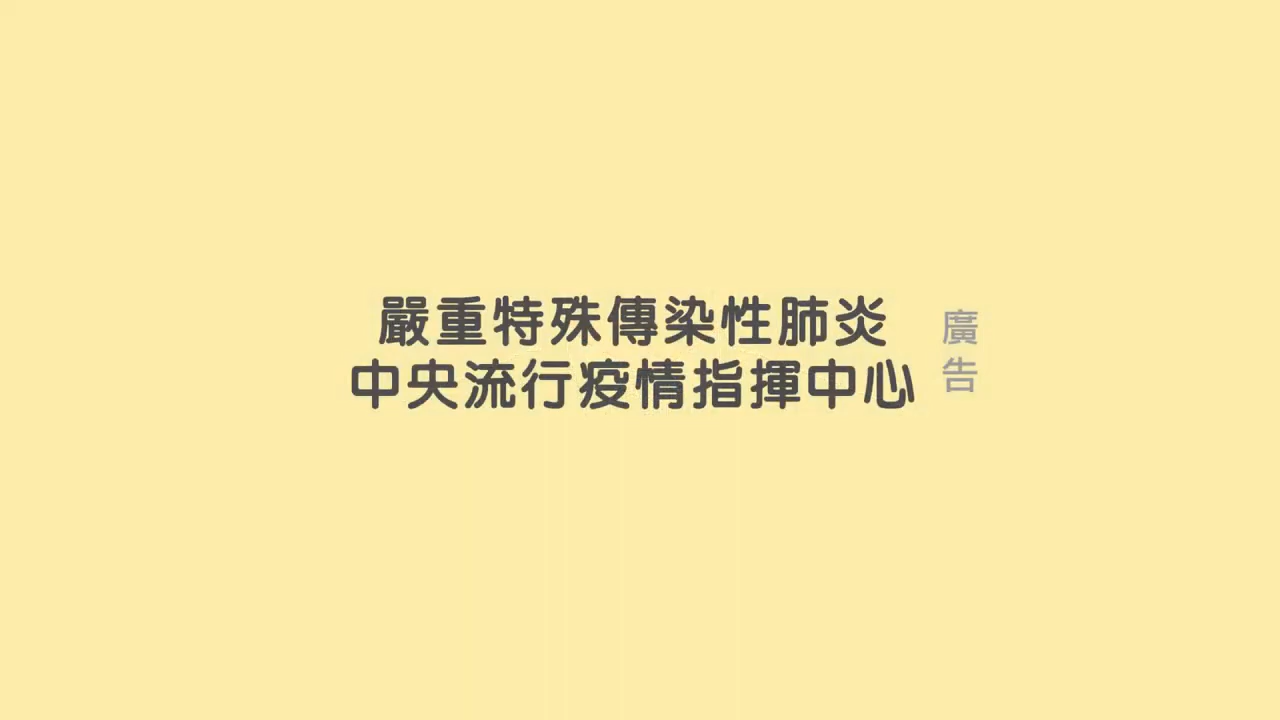 嚴重特殊傳染性肺炎
中央流行疫情指揮中心
廣告